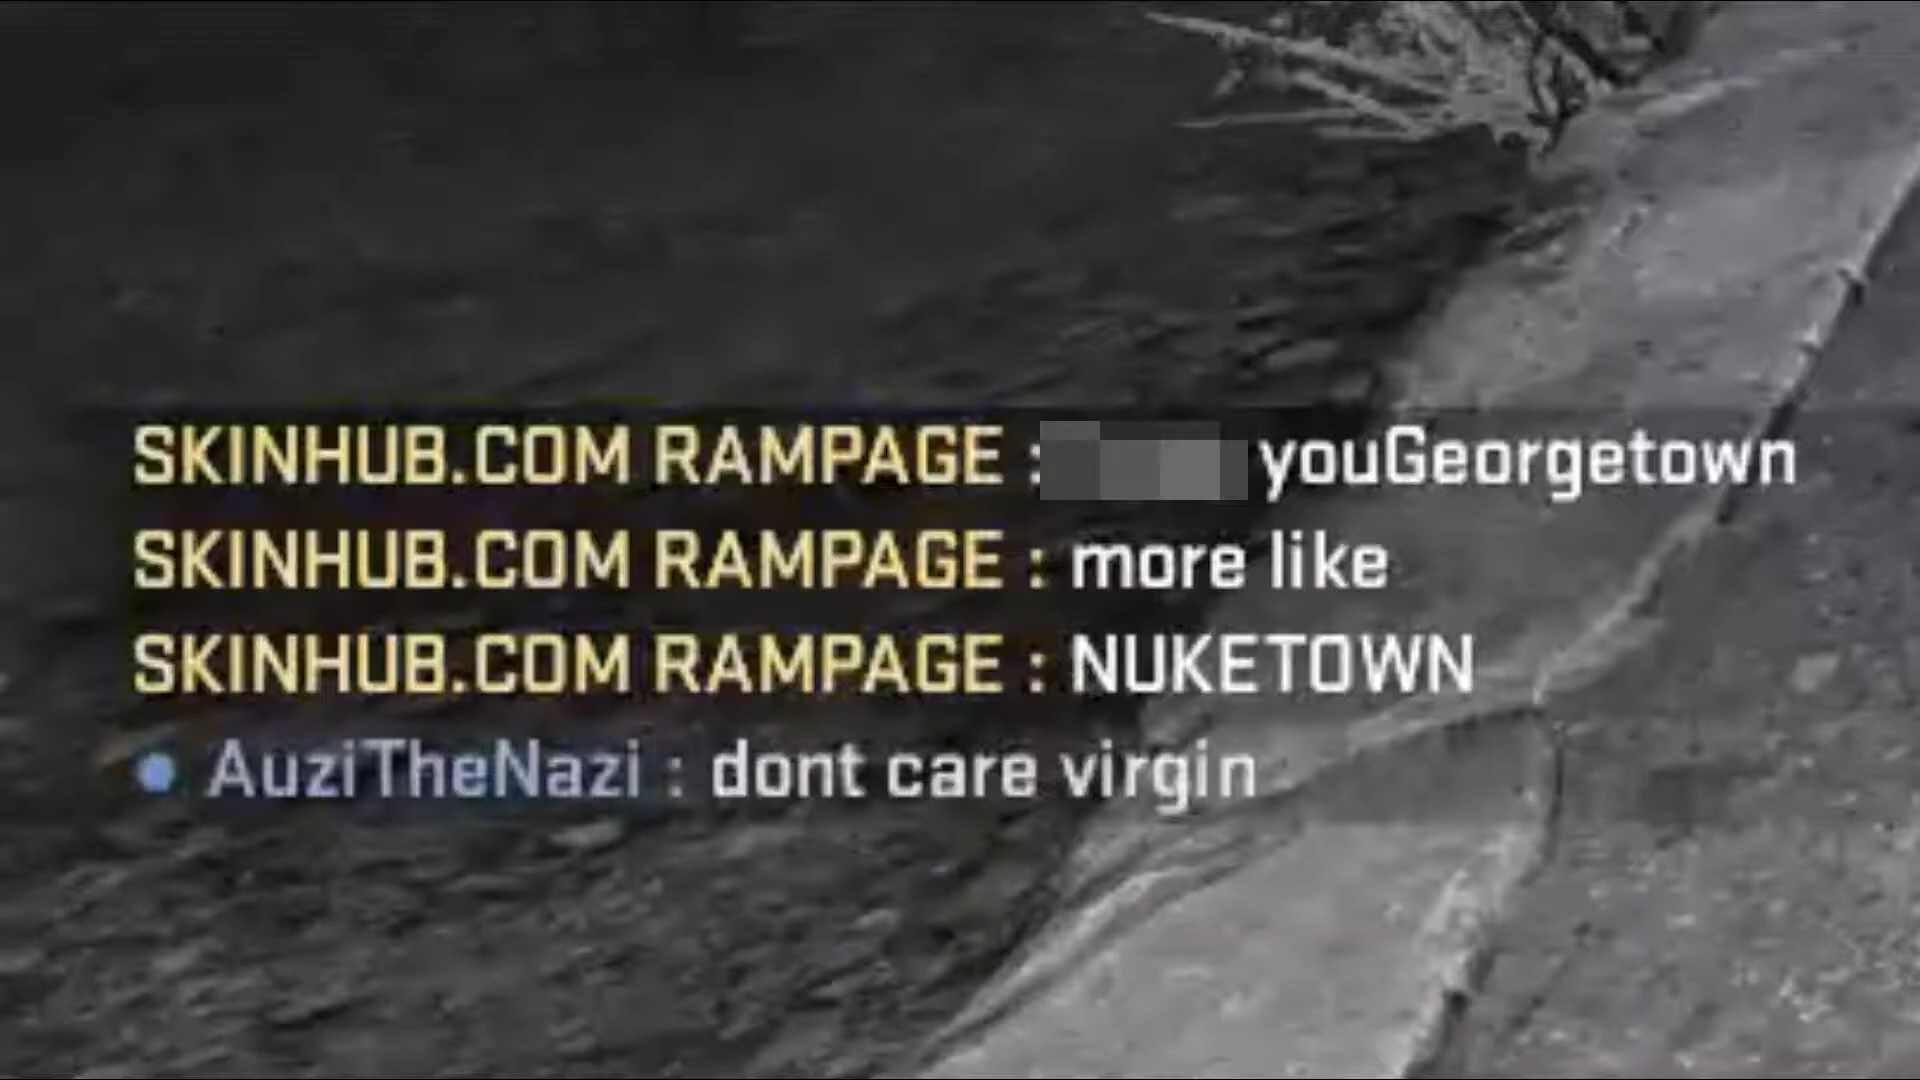 SKINHUB.COM RAMPAGE : youGeorgetown
SKINHUB.COM RAMPAGE : more like
SKINHUB.COM RAMPAGE : NUKETOWN
AuziTheNazi : dont care virgin